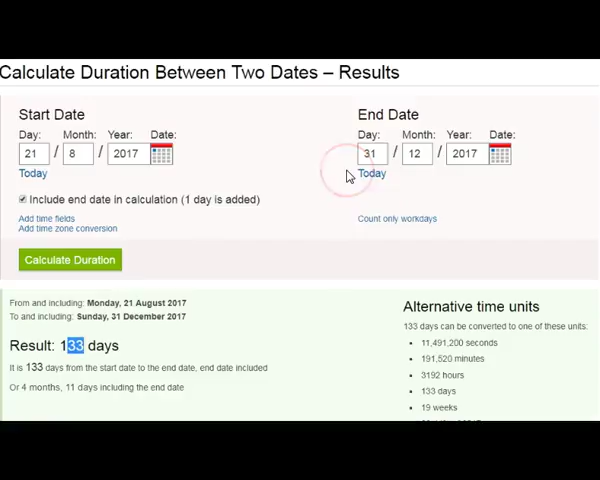 Calculate Duration Between Two Dates – Results
Start Date
Day: Month: Year: Date:
21 / 8 / 2017
Today
Include end date in calculation (1 day is added)
Add time fields
Add time zone conversion
Calculate Duration
End Date
Day: Month: Year: Date:
31 / 12 / 2017
Today
Count only workdays
From and including: Monday, 21 August 2017
To and including: Sunday, 31 December 2017
Result: 133 days
It is 133 days from the start date to the end date, end date included
Or 4 months, 11 days including the end date
Alternative time units
133 days can be converted to one of these units:
11,491,200 seconds
191,520 minutes
3192 hours
133 days
19 weeks